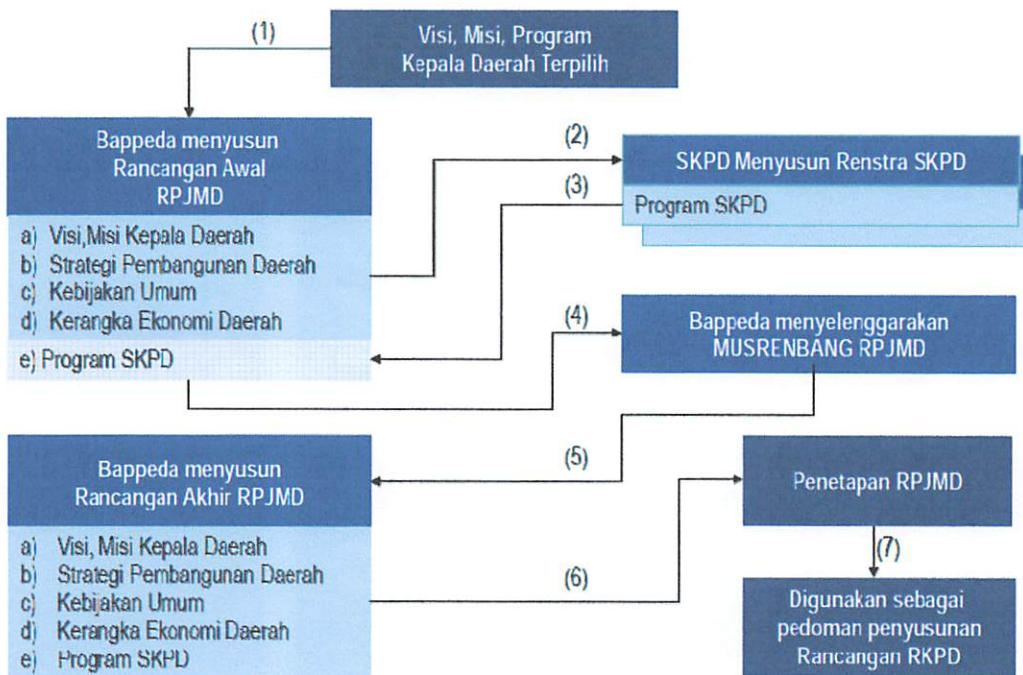 (1)
Visi, Misi, Program
Kepala Daerah Terpilih
Bappeda menyusun
Rancangan Awal
RPJMD
a) Visi,Misi Kepala Daerah
b) Strategi Pembangunan Daerah
c) Kebijakan Umum
d) Kerangka Ekonomi Daerah
e) Program SKPD
(2)
SKPD Menyusun Renstra SKPD
(3)
Program SKPD
(4)
Bappeda menyelenggarakan
MUSRENBANG RPJMD
Bappeda menyusun
Rancangan Akhir RPJMD
a) Visi, Misi Kepala Daerah
b) Strategi Pembangunan Daerah
c) Kebijakan Umum
d) Kerangka Ekonomi Daerah
e) Program SKPD
(5)
(6)
Penetapan RPJMD
(7)
Digunakan sebagai
pedoman penyusunan
Rancangan RKPD